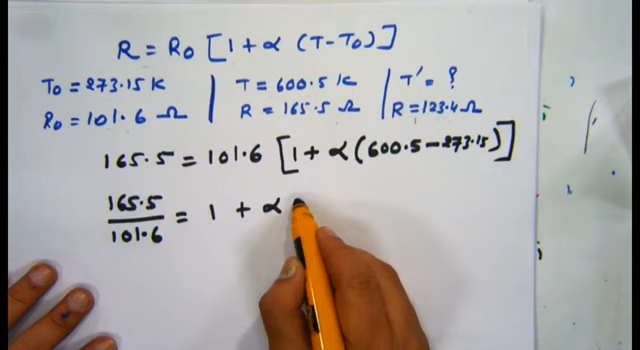 R = R₀ [1 + α (T - T₀)]
T₀ = 273.15 K | T = 600.5 K | T' = ?
R₀ = 101.6 Ω | R = 165.5 Ω | R = 123.4 Ω
165.5 = 101.6 [1 + α (600.5 - 273.15)]
165.5/101.6 = 1 + α